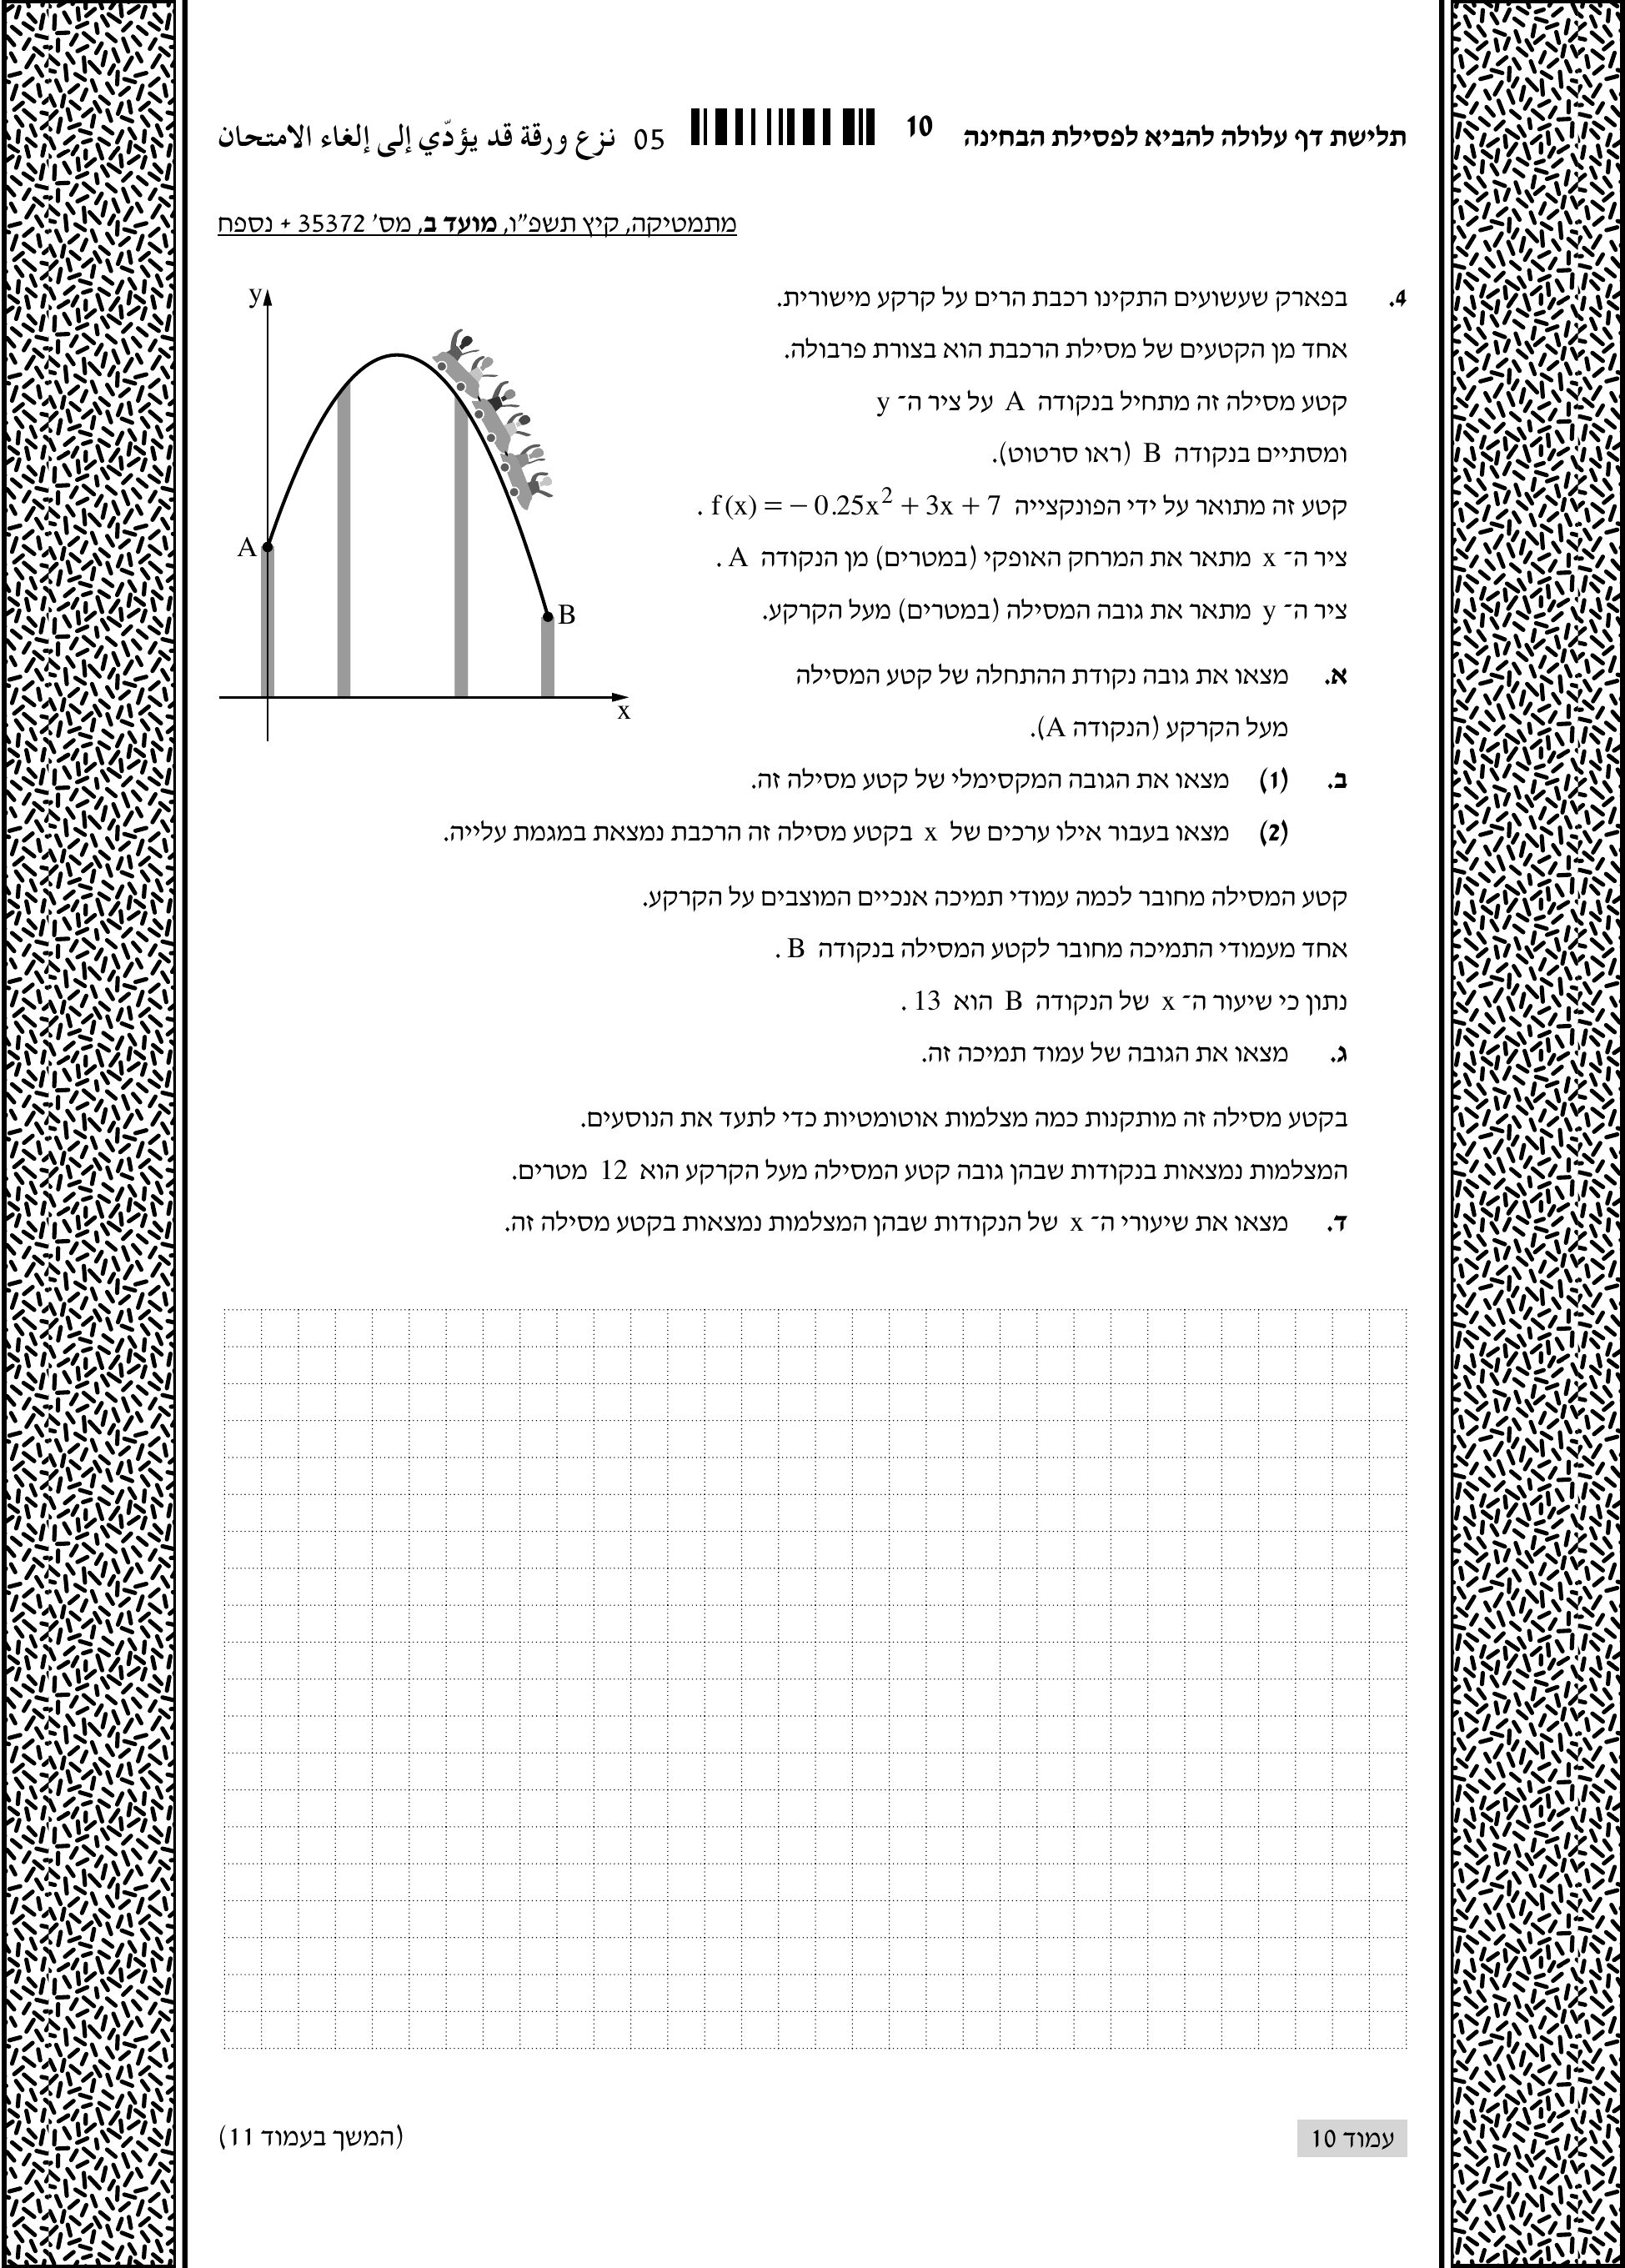 תלישת דף עלולה להביא לפסילת הבחינה 10 05 نزع ورقة قد يؤدّي إلى إلغاء الامتحان
מתמטיקה, קיץ תשפ"ו, מועד ב, מס' 35372 + נספח
4. בפארק שעשועים התקינו רכבת הרים על קרקע מישורית.
אחד מן הקטעים של מסילת הרכבת הוא בצורת פרבולה.
קטע מסילה זה מתחיל בנקודה A על ציר ה־ y
ומסתיים בנקודה B (ראו סרטוט).
קטע זה מתואר על ידי הפונקצייה f(x) = − 0.25x² + 3x + 7 .
ציר ה־ x מתאר את המרחק האופקי (במטרים) מן הנקודה A .
ציר ה־ y מתאר את גובה המסילה (במטרים) מעל הקרקע.
y
A
B
x
א. מצאו את גובה נקודת ההתחלה של קטע המסילה
מעל הקרקע (הנקודה A).
ב. (1) מצאו את הגובה המקסימלי של קטע מסילה זה.
(2) מצאו בעבור אילו ערכים של x בקטע מסילה זה הרכבת נמצאת במגמת עלייה.
קטע המסילה מחובר לכמה עמודי תמיכה אנכיים המוצבים על הקרקע.
אחד מעמודי התמיכה מחובר לקטע המסילה בנקודה B .
נתון כי שיעור ה־ x של הנקודה B הוא 13 .
ג. מצאו את הגובה של עמוד תמיכה זה.
בקטע מסילה זה מותקנות כמה מצלמות אוטומטיות כדי לתעד את הנוסעים.
המצלמות נמצאות בנקודות שבהן גובה קטע המסילה מעל הקרקע הוא 12 מטרים.
ד. מצאו את שיעורי ה־ x של הנקודות שבהן המצלמות נמצאות בקטע מסילה זה.
עמוד 10
(המשך בעמוד 11)